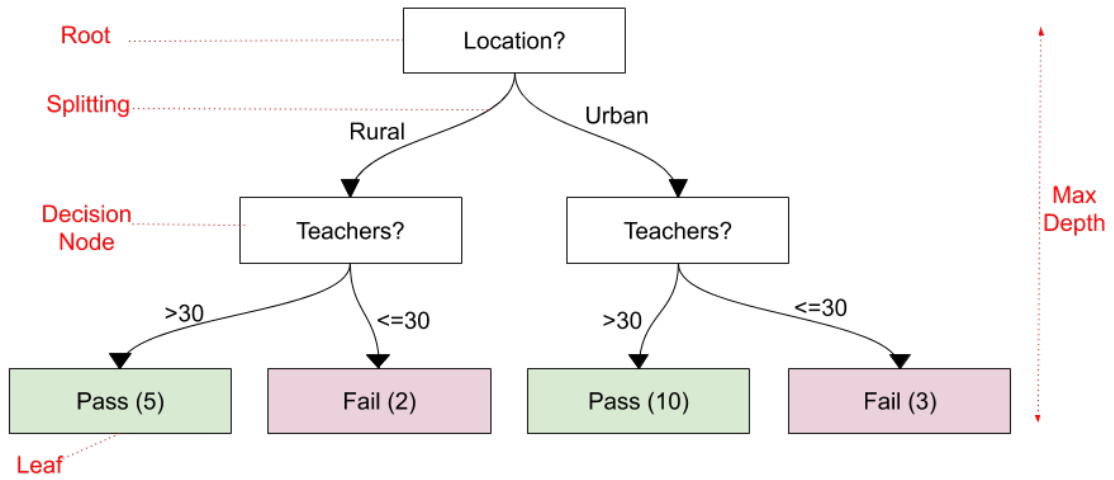 Root
Location?
Splitting
Rural
Urban
Decision
Node
Teachers?
Teachers?
Max
Depth
>30
<=30
>30
<=30
Pass (5)
Fail (2)
Pass (10)
Fail (3)
Leaf